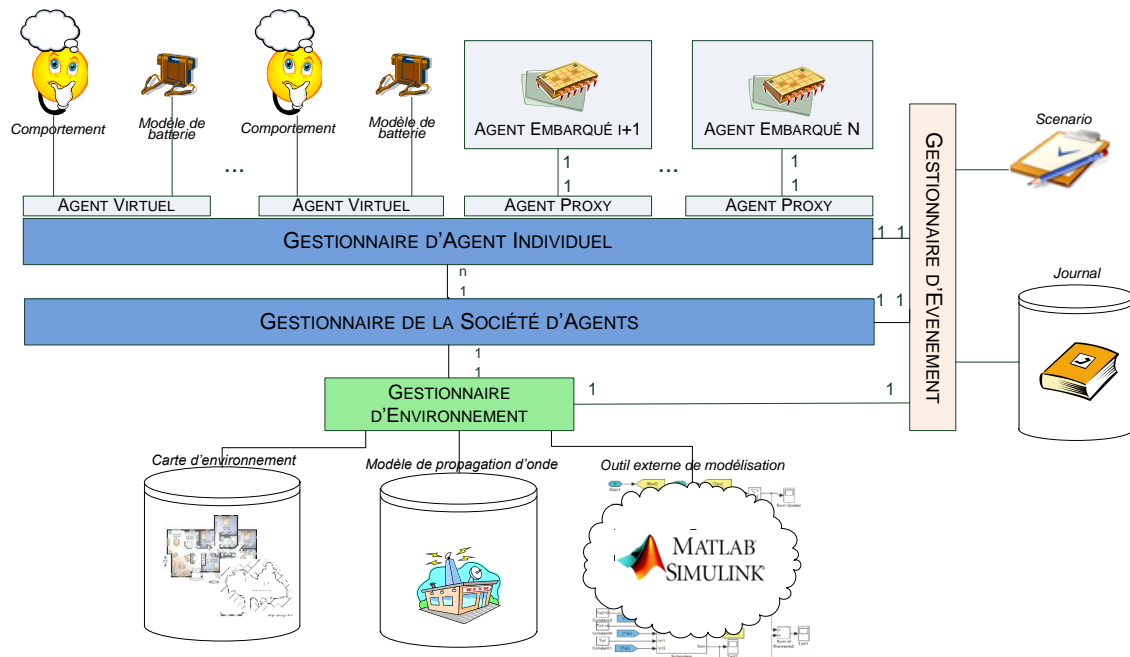 AGENT EMBARQUÉ I+1
AGENT EMBARQUÉ N
Comportement
Modèle de
batterie
Comportement
Modèle de
batterie
Scenario
...
...
1
1
1
1
AGENT VIRTUEL
AGENT VIRTUEL
AGENT PROXY
AGENT PROXY
GESTIONNAIRE D'AGENT INDIVIDUEL
1 1
n
1
GESTIONNAIRE DE LA SOCIÉTÉ D'AGENTS
1 1
GESTIONNAIRE D'EVENEMENT
Journal
1
1
GESTIONNAIRE
D'ENVIRONNEMENT
1
1
Carte d'environnement
Modèle de propagation d'onde
Outil externe de modélisation
MATLAB
SIMULINK